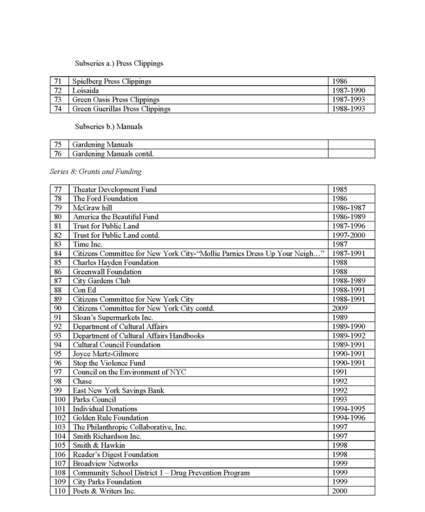 Subseries a.) Press Clippings
71 Spielberg Press Clippings 1986
72 Loisaida 1987-1990
73 Green Oasis Press Clippings 1987-1993
74 Green Guerillas Press Clippings 1988-1993
Subseries b.) Manuals
75 Gardening Manuals
76 Gardening Manuals contd.
Series 8: Grants and Funding
77 Theater Development Fund 1985
78 The Ford Foundation 1986
79 McGraw hill 1986-1987
80 America the Beautiful Fund 1986-1989
81 Trust for Public Land 1987-1996
82 Trust for Public Land contd. 1997-2000
83 Time Inc. 1987
84 Citizens Committee for New York City-"Mollie Parnies Dress Up Your Neigh…" 1987-1991
85 Charles Hayden Foundation 1988
86 Greenwall Foundation 1988
87 City Gardens Club 1988-1989
88 Con Ed 1988-1991
89 Citizens Committee for New York City 1988-1991
90 Citizens Committee for New York City contd. 2009
91 Sloan's Supermarkets Inc. 1989
92 Department of Cultural Affairs 1989-1990
93 Department of Cultural Affairs Handbooks 1989-1992
94 Cultural Council Foundation 1989-1991
95 Joyce Mertz-Gilmore 1990-1991
96 Stop the Violence Fund 1990-1991
97 Council on the Environment of NYC 1991
98 Chase 1992
99 East New York Savings Bank 1992
100 Parks Council 1993
101 Individual Donations 1994-1995
102 Golden Rule Foundation 1994-1996
103 The Philanthropic Collaborative, Inc. 1997
104 Smith Richardson Inc. 1997
105 Smith & Hawkin 1998
106 Reader's Digest Foundation 1998
107 Broadview Networks 1999
108 Community School District 1 – Drug Prevention Program 1999
109 City Parks Foundation 1999
110 Poets & Writers Inc. 2000